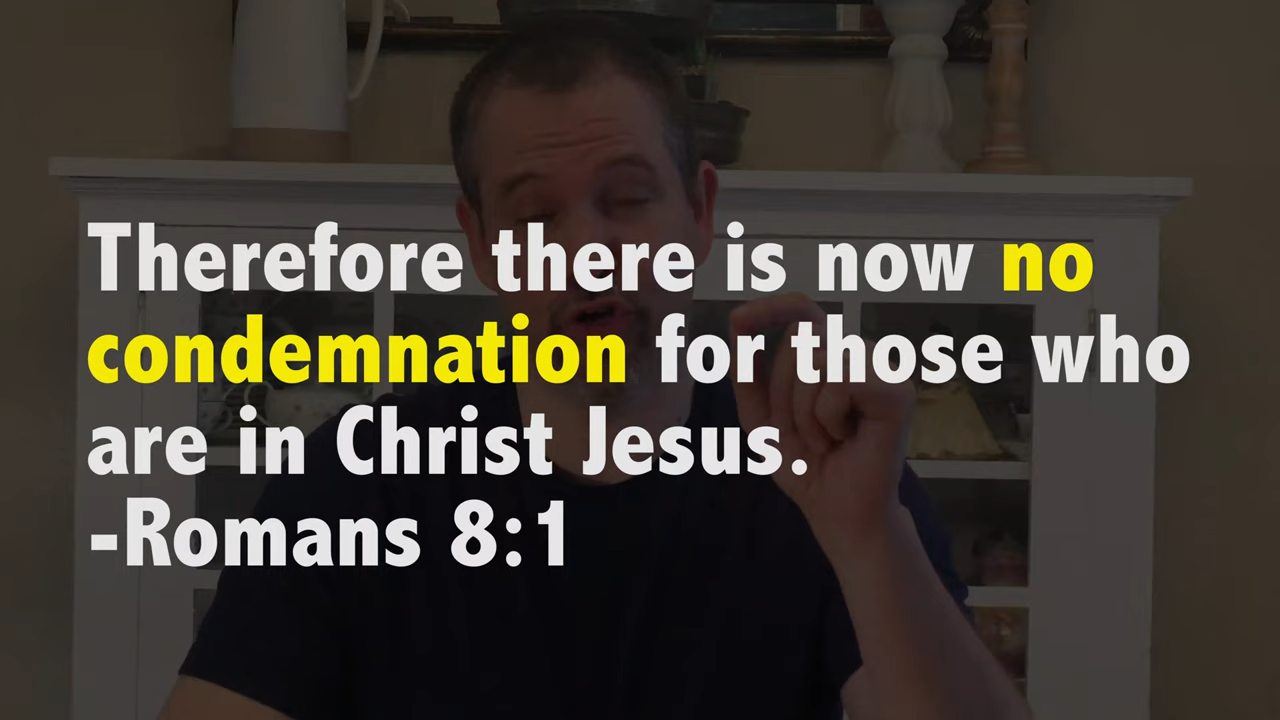 Therefore there is now no
condemnation for those who
are in Christ Jesus.
-Romans 8:1